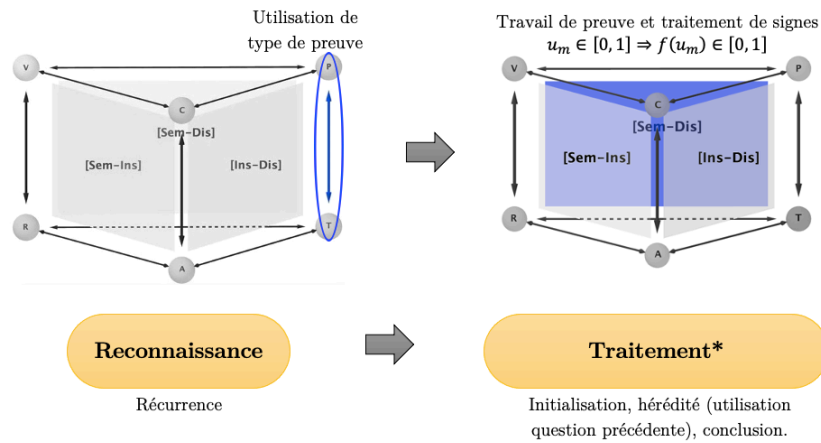 Utilisation de
type de preuve
V
P
C
[Sem-Dis]
[Sem-Ins]
[Ins-Dis]
R
T
A
Travail de preuve et traitement de signes
𝑢𝑚 ∈ [0, 1] ⇒ 𝑓(𝑢𝑚) ∈ [0, 1]
V
P
C
[Sem-Dis]
[Sem-Ins]
[Ins-Dis]
R
T
A
Reconnaissance
Traitement*
Récurrence
Initialisation, hérédité (utilisation
question précédente), conclusion.